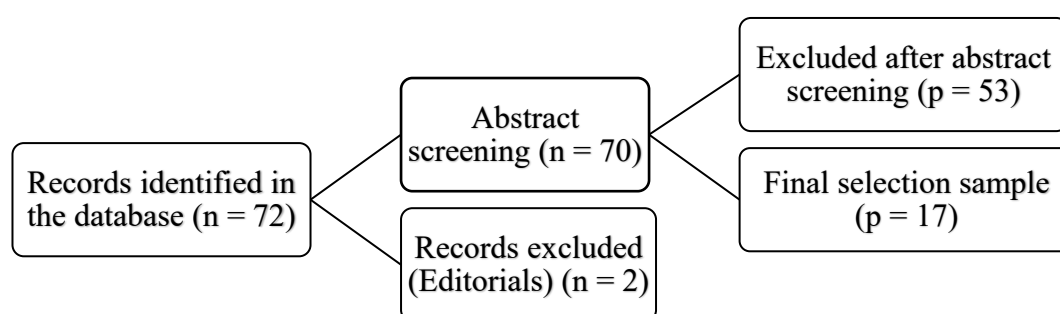 Records identified in
the database (n = 72)
Abstract
screening (n = 70)
Records excluded
(Editorials) (n = 2)
Excluded after abstract
screening (p = 53)
Final selection sample
(p = 17)